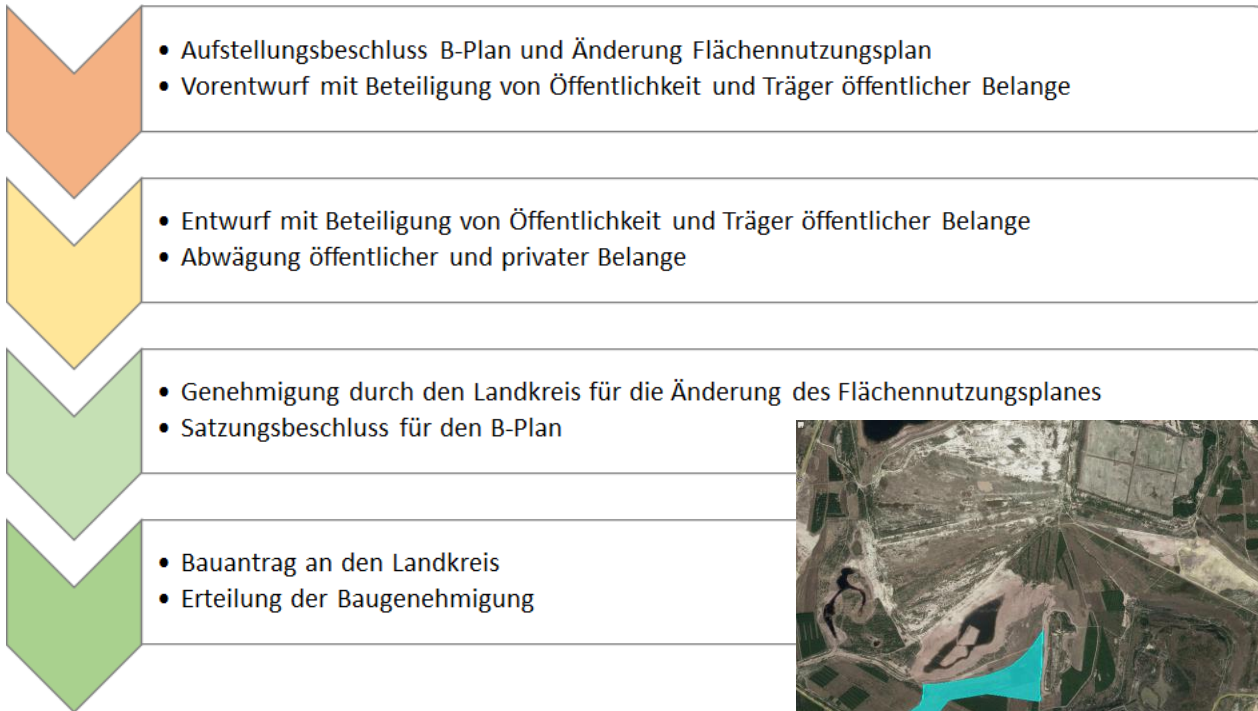 • Aufstellungsbeschluss B-Plan und Änderung Flächennutzungsplan
• Vorentwurf mit Beteiligung von Öffentlichkeit und Träger öffentlicher Belange
• Entwurf mit Beteiligung von Öffentlichkeit und Träger öffentlicher Belange
• Abwägung öffentlicher und privater Belange
• Genehmigung durch den Landkreis für die Änderung des Flächennutzungsplanes
• Satzungsbeschluss für den B-Plan
• Bauantrag an den Landkreis
• Erteilung der Baugenehmigung